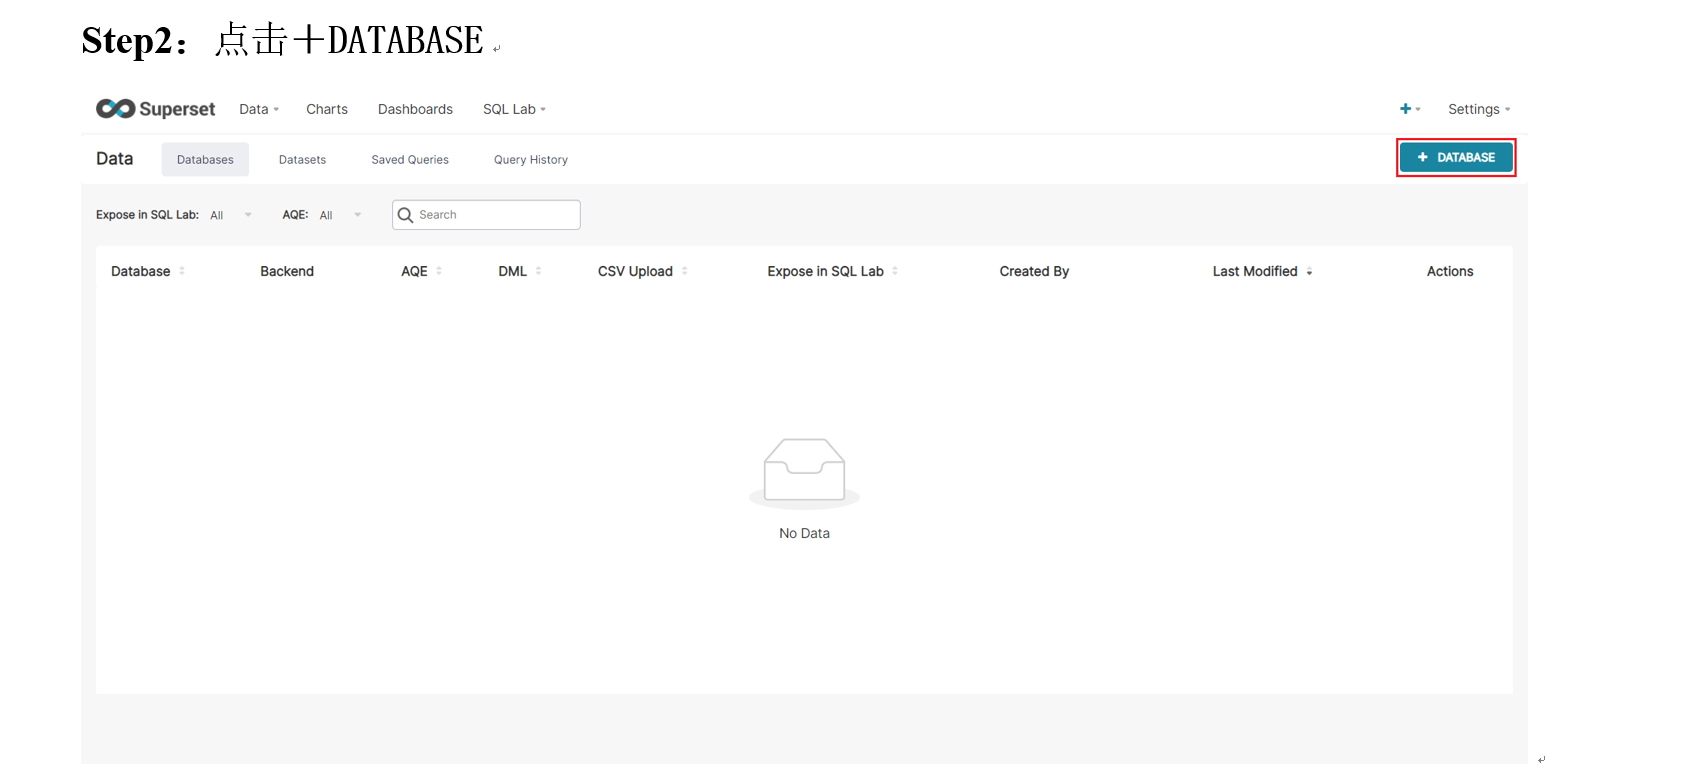 Step2：点击＋DATABASE
Superset Data Charts Dashboards SQL Lab + Settings
Data Databases Datasets Saved Queries Query History + DATABASE
Expose in SQL Lab: All AQE: All Search
Database Backend AQE DML CSV Upload Expose in SQL Lab Created By Last Modified Actions
No Data